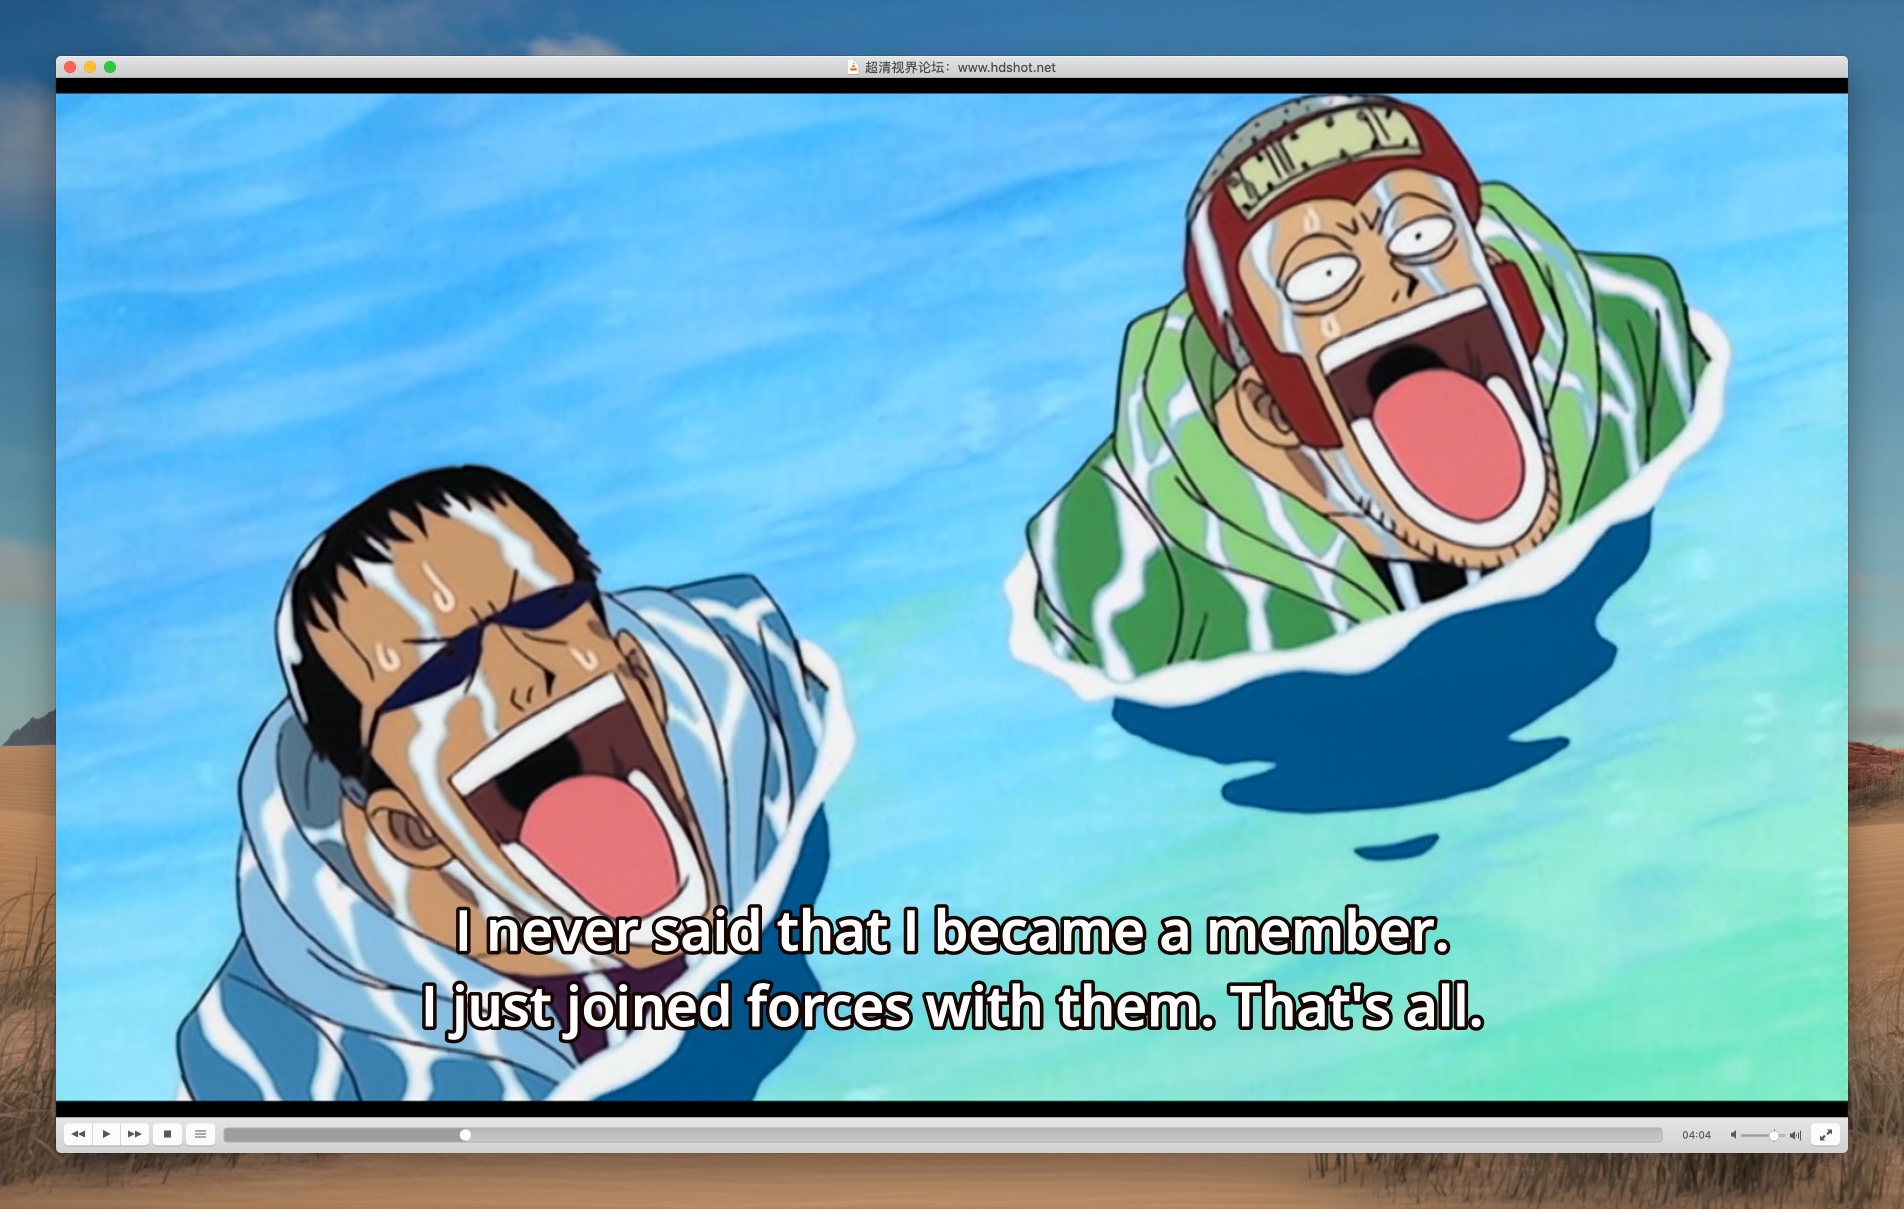 超清视界论坛：www.hdshot.net
I never said that I became a member.
I just joined forces with them. That's all.
04:04